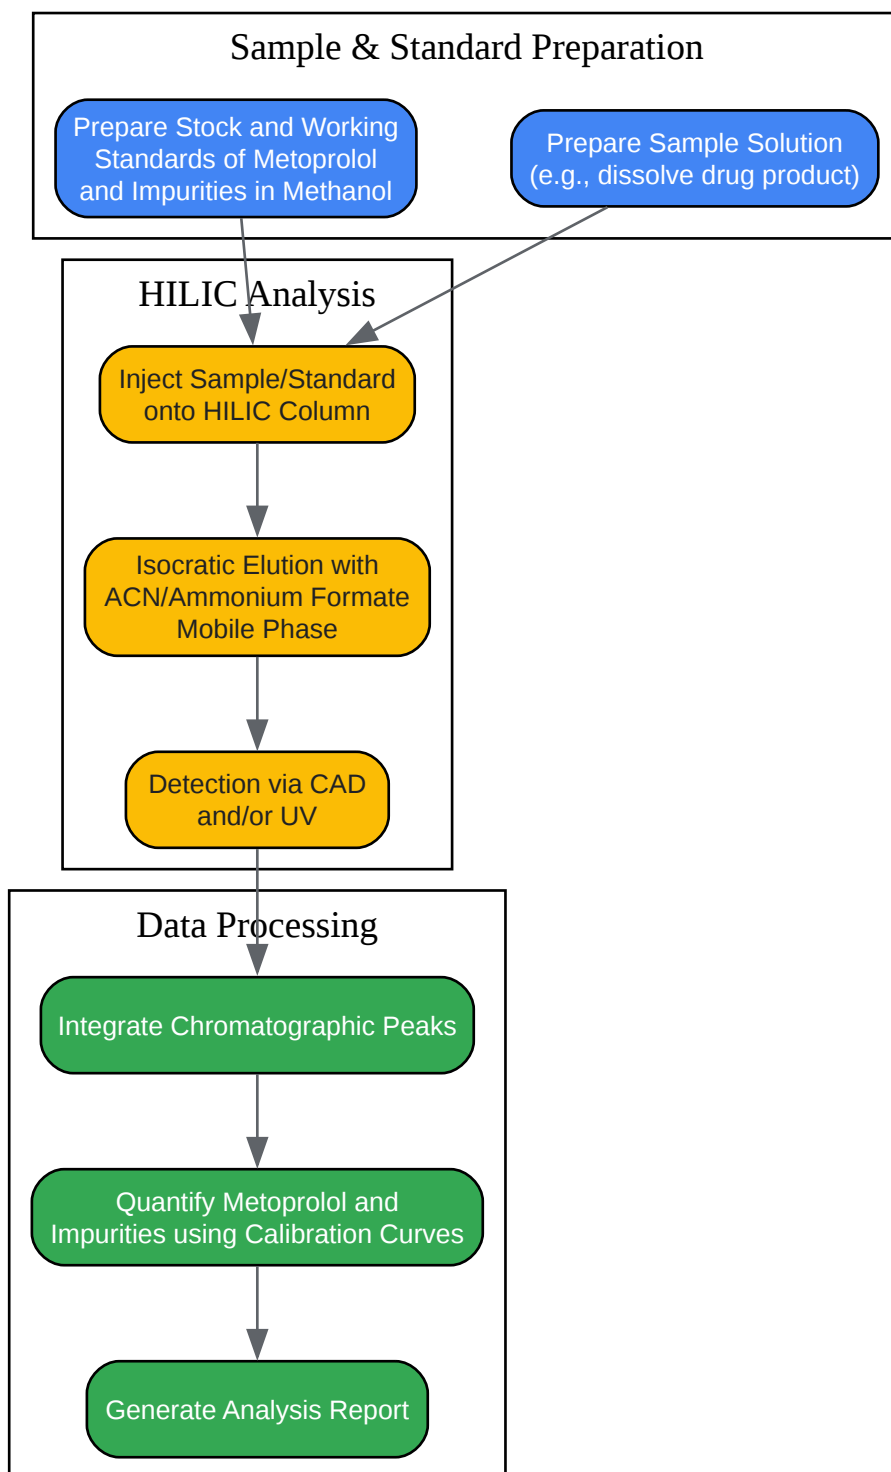 Sample & Standard Preparation
Prepare Stock and Working
Standards of Metoprolol
and Impurities in Methanol
Prepare Sample Solution
(e.g., dissolve drug product)
HILIC Analysis
Inject Sample/Standard
onto HILIC Column
Isocratic Elution with
ACN/Ammonium Formate
Mobile Phase
Detection via CAD
and/or UV
Data Processing
Integrate Chromatographic Peaks
Quantify Metoprolol and
Impurities using Calibration Curves
Generate Analysis Report